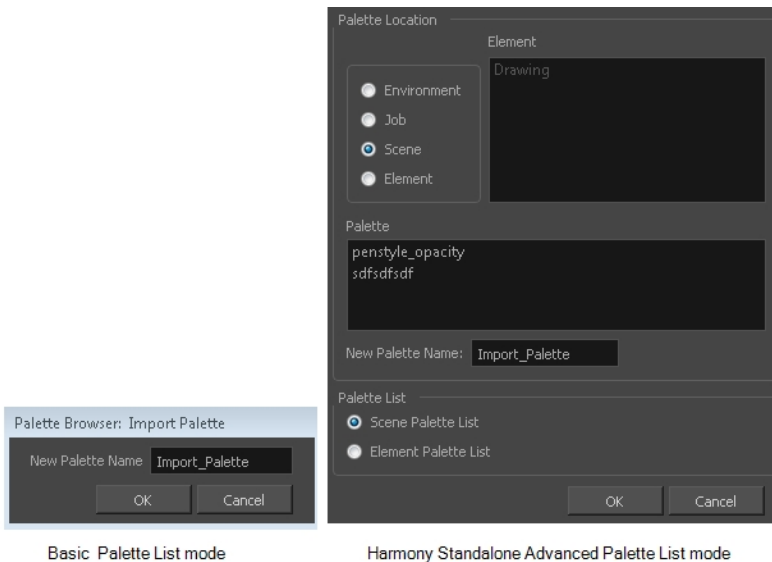 Palette Location
Element
Drawing
Environment
Job
Scene
Element
Palette
penstyle_opacity
sdfsdfsdf
New Palette Name: Import_Palette
Palette List
Scene Palette List
Element Palette List
OK Cancel
Harmony Standalone Advanced Palette List mode
Palette Browser: Import Palette
New Palette Name Import_Palette
OK Cancel
Basic Palette List mode